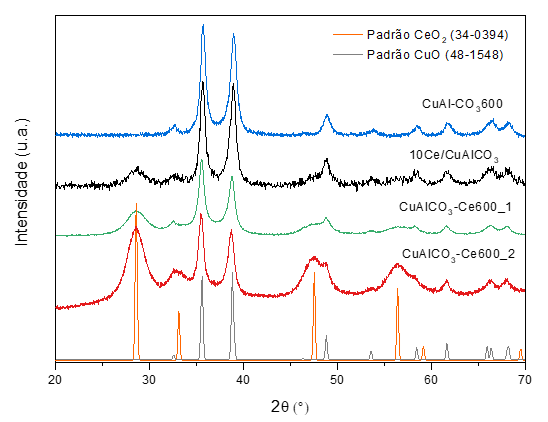 Padrão CeO₂ (34-0394)
Padrão CuO (48-1548)
CuAl-CO₃600
10Ce/CuAlCO₃
CuAlCO₃-Ce600_1
CuAlCO₃-Ce600_2
Intensidade (u.a.)
20 30 40 50 60 70
2θ (°)